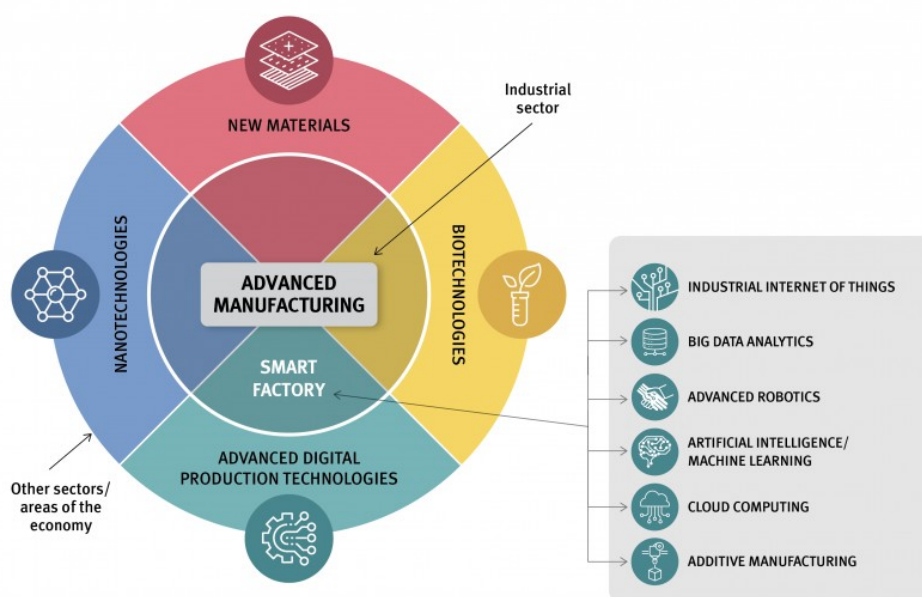 NEW MATERIALS
Industrial
sector
NANOTECHNOLOGIES
BIOTECHNOLOGIES
ADVANCED
MANUFACTURING
SMART
FACTORY
ADVANCED DIGITAL
PRODUCTION TECHNOLOGIES
Other sectors/
areas of the
economy
INDUSTRIAL INTERNET OF THINGS
BIG DATA ANALYTICS
ADVANCED ROBOTICS
ARTIFICIAL INTELLIGENCE/
MACHINE LEARNING
CLOUD COMPUTING
ADDITIVE MANUFACTURING